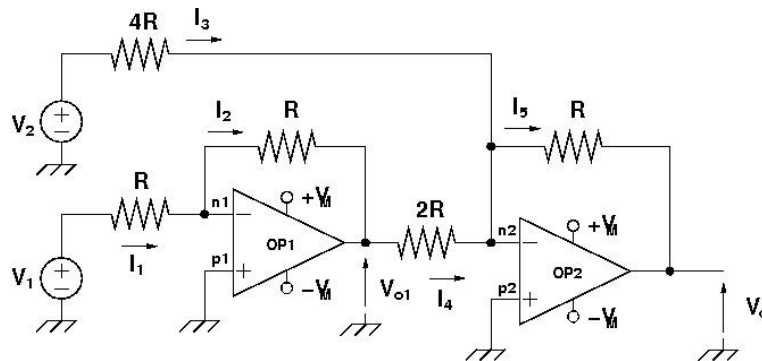 4R I3
V2 + −
I2 R I5 R
R n1 − +VM 2R n2 − +VM
OP1 OP2
I1 p1 + −VM Vo1 I4 p2 + −VM
V1 + − Vo